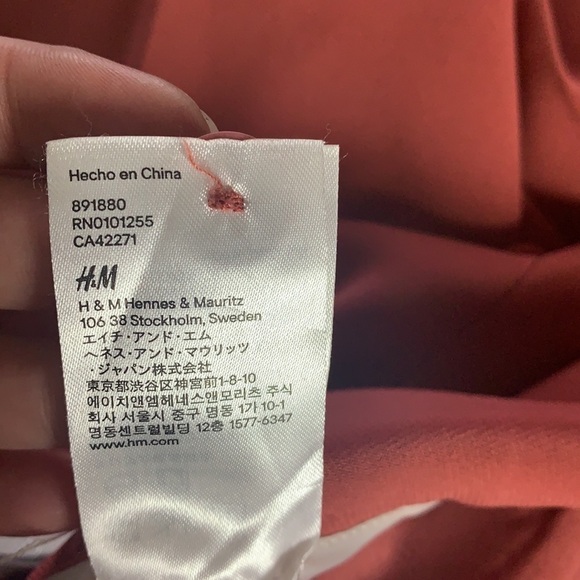 Hecho en China
891880
RN0101255
CA42271
H&M
H & M Hennes & Mauritz
106 38 Stockholm, Sweden
エイチ・アンド・エム
ヘネス・アンド・マウリッツ
・ジャパン株式会社
東京都渋谷区神宮前1-8-10
에이치앤엠헤네스앤모리츠 주식
회사 서울시 중구 명동 1가 10-1
명동센트럴빌딩 12층 1577-6347
www.hm.com